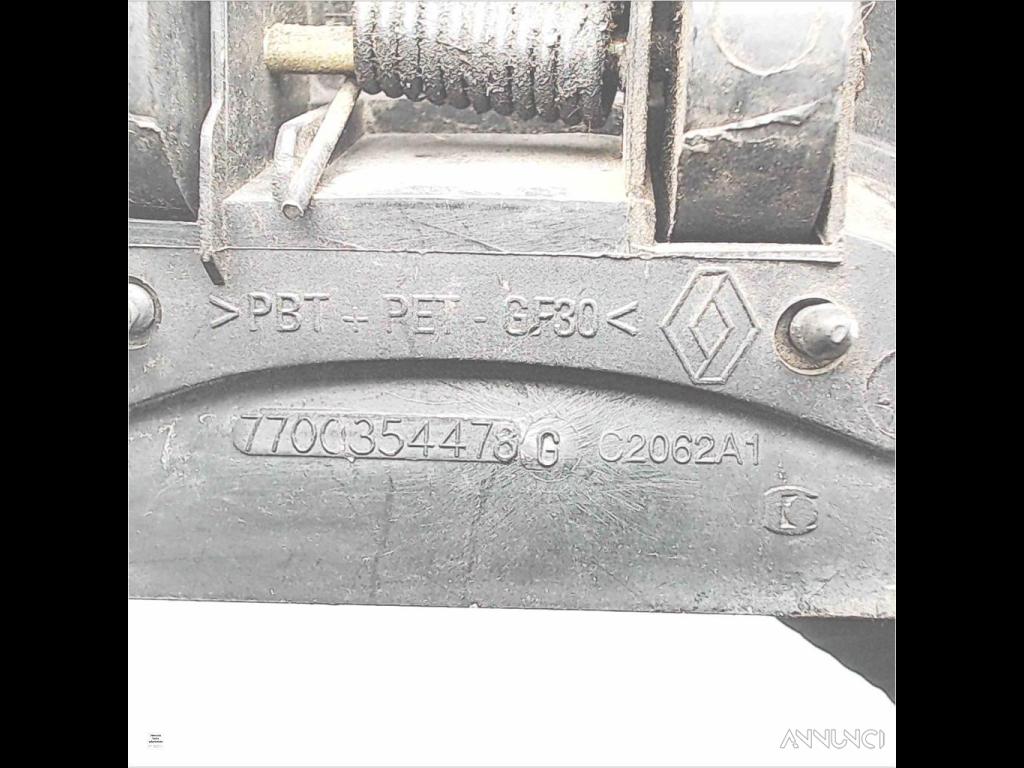 >PBT + PET - GF30<
7700354478 G C2062A1
ANNUNCI